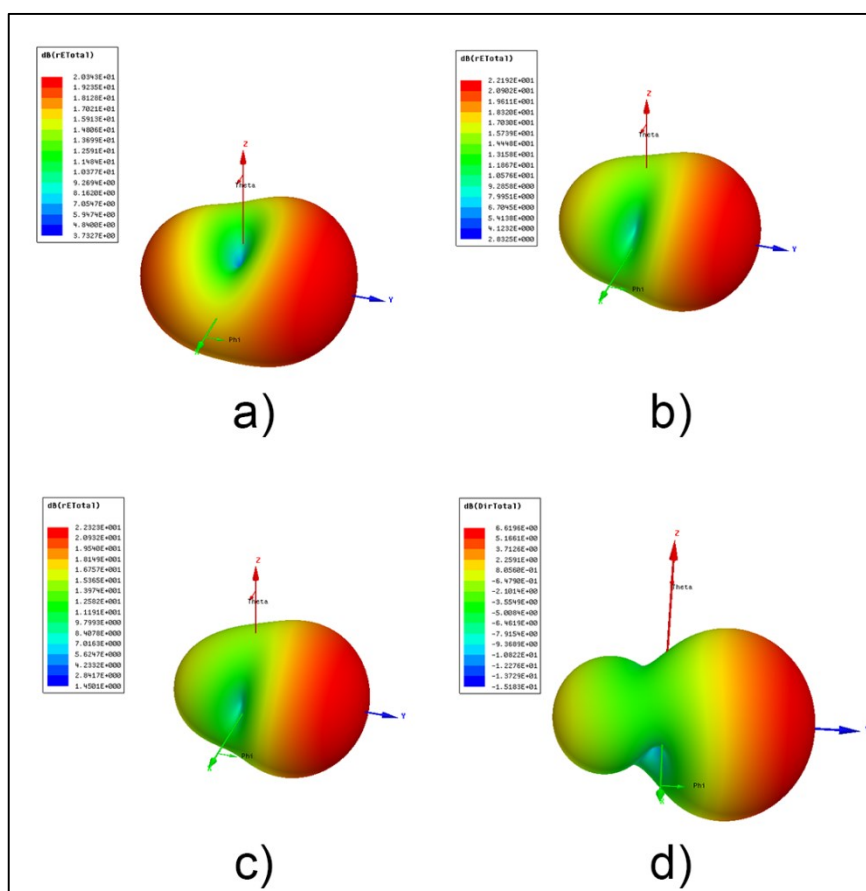 dB(rETotal)
2.0343E+01
1.9235E+01
1.8128E+01
1.7021E+01
1.5913E+01
1.4806E+01
1.3699E+01
1.2591E+01
1.1484E+01
1.0377E+01
9.2694E+00
8.1620E+00
7.0547E+00
5.9474E+00
4.8400E+00
3.7327E+00
Z
Theta
Y
Phi
a)
dB(rETotal)
2.2192E+001
2.0902E+001
1.9611E+001
1.8320E+001
1.7030E+001
1.5739E+001
1.4448E+001
1.3158E+001
1.1867E+001
1.0576E+001
9.2858E+000
7.9951E+000
6.7045E+000
5.4138E+000
4.1232E+000
2.8325E+000
Z
Theta
Y
Phi
b)
dB(rETotal)
2.2323E+001
2.0932E+001
1.9540E+001
1.8149E+001
1.6757E+001
1.5365E+001
1.3974E+001
1.2582E+001
1.1191E+001
9.7993E+000
8.4078E+000
7.0163E+000
5.6247E+000
4.2332E+000
2.8417E+000
1.4501E+000
Z
Theta
Y
Phi
c)
dB(DirTotal)
6.6196E+00
5.1661E+00
3.7126E+00
2.2591E+00
8.0560E-01
-6.4790E-01
-2.1014E+00
-3.5549E+00
-5.0084E+00
-6.4619E+00
-7.9154E+00
-9.3689E+00
-1.0822E+01
-1.2276E+01
-1.3729E+01
-1.5183E+01
Z
Theta
Y
Phi
d)